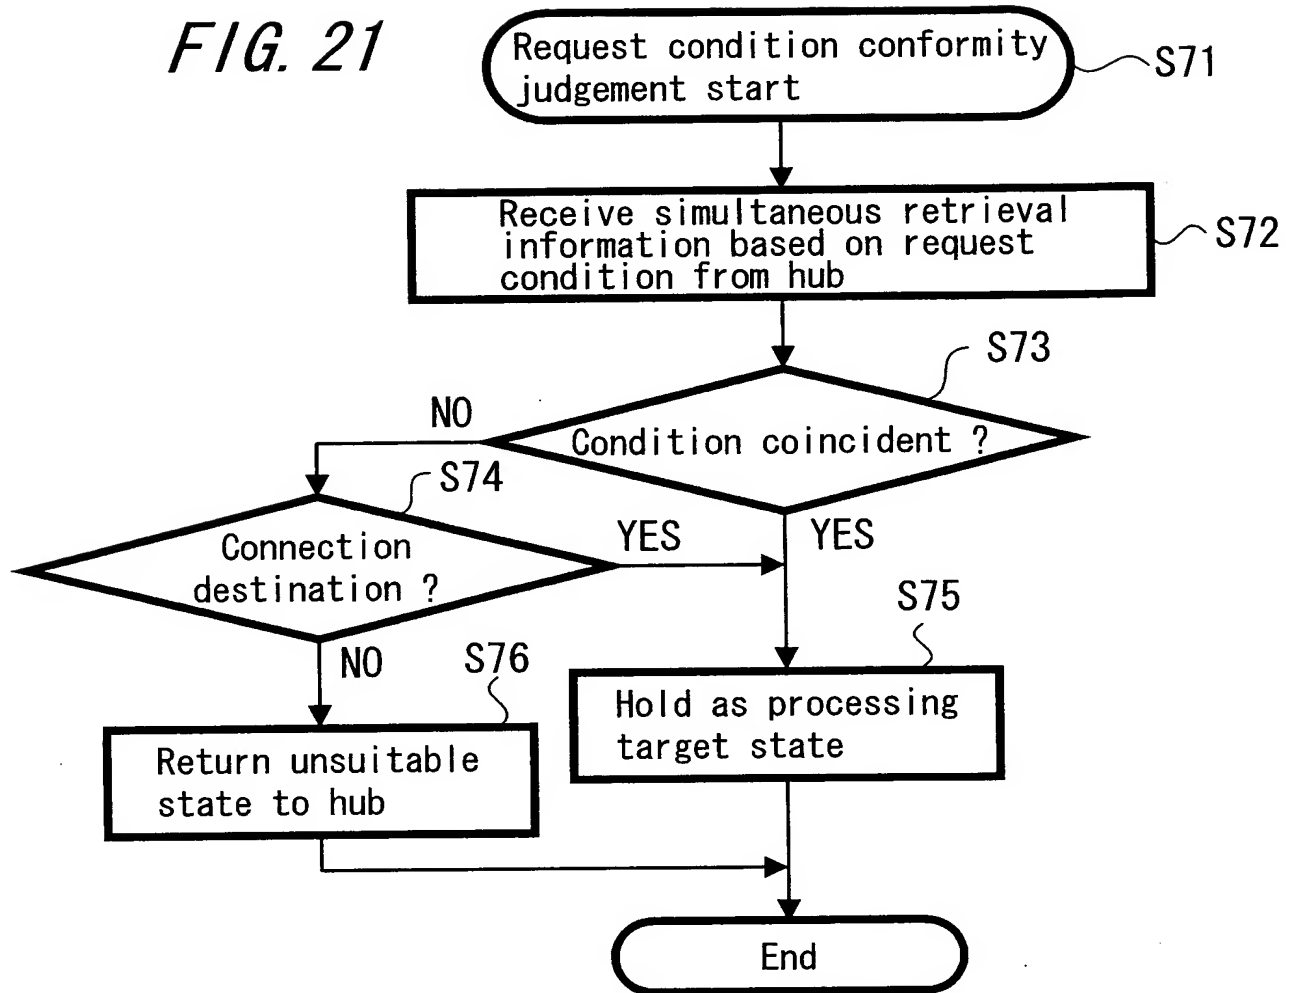 FIG. 21
Request condition conformity
judgement start
S71
Receive simultaneous retrieval
information based on request
condition from hub
S72
S73
NO
Condition coincident ?
S74
YES
YES
Connection
destination ?
S75
NO
S76
Hold as processing
target state
Return unsuitable
state to hub
End